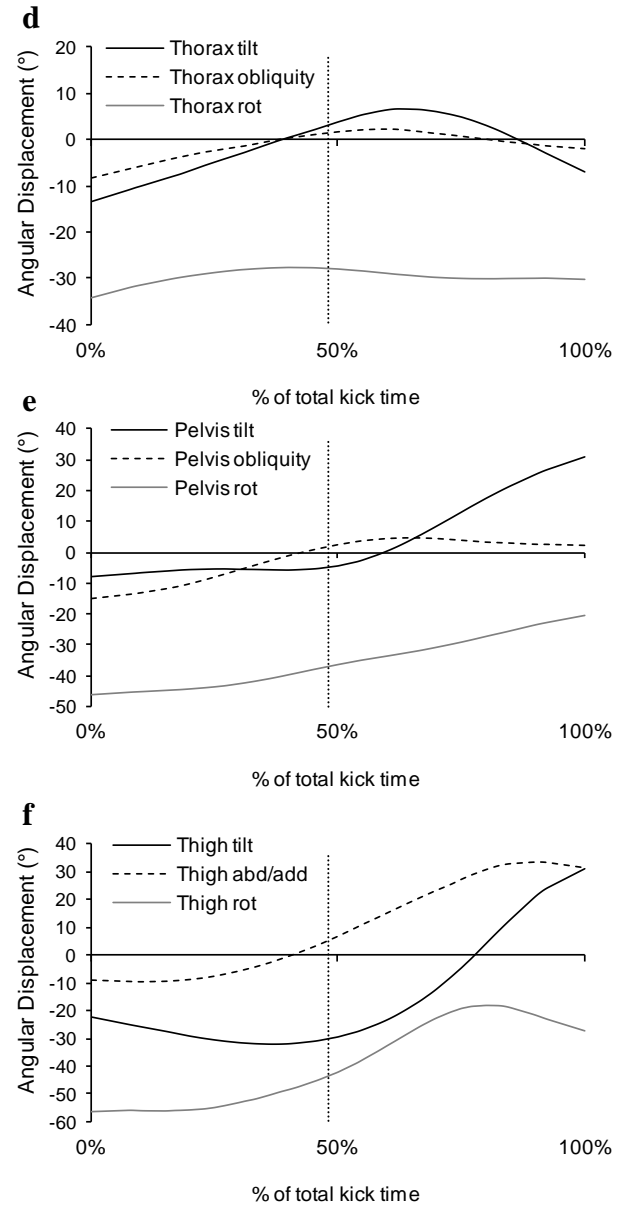 d
Angular Displacement (°)
Thorax tilt
Thorax obliquity
Thorax rot
20
10
0
-10
-20
-30
-40
0%
50%
100%
% of total kick time
e
Angular Displacement (°)
Pelvis tilt
Pelvis obliquity
Pelvis rot
40
30
20
10
0
-10
-20
-30
-40
-50
0%
50%
100%
% of total kick time
f
Angular Displacement (°)
Thigh tilt
Thigh abd/add
Thigh rot
40
30
20
10
0
-10
-20
-30
-40
-50
-60
0%
50%
100%
% of total kick time